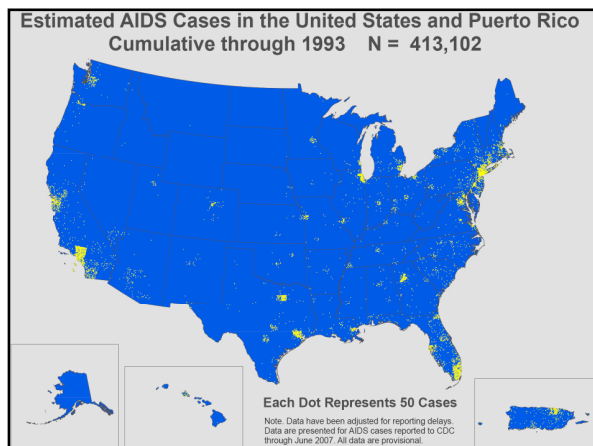 Estimated AIDS Cases in the United States and Puerto Rico
Cumulative through 1993 N = 413,102
Each Dot Represents 50 Cases
Note. Data have been adjusted for reporting delays.
Data are presented for AIDS cases reported to CDC
through June 2007. All data are provisional.